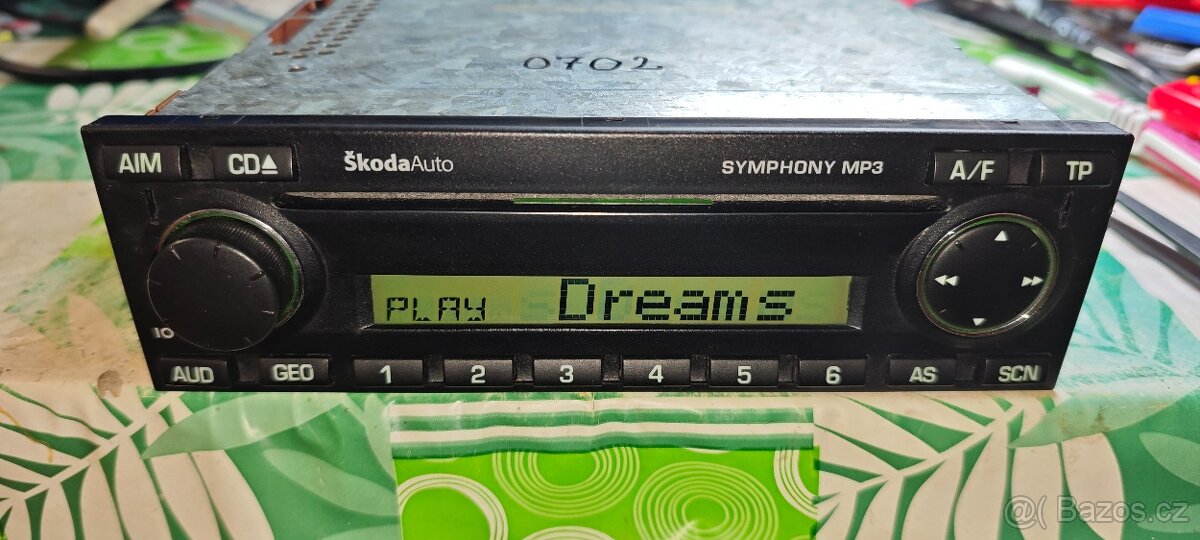 0702
AIM CD ŠkodaAuto SYMPHONY MP3 A/F TP
PLAY Dreams
AUD GEO 1 2 3 4 5 6 AS SCN
@( Bazos.cz